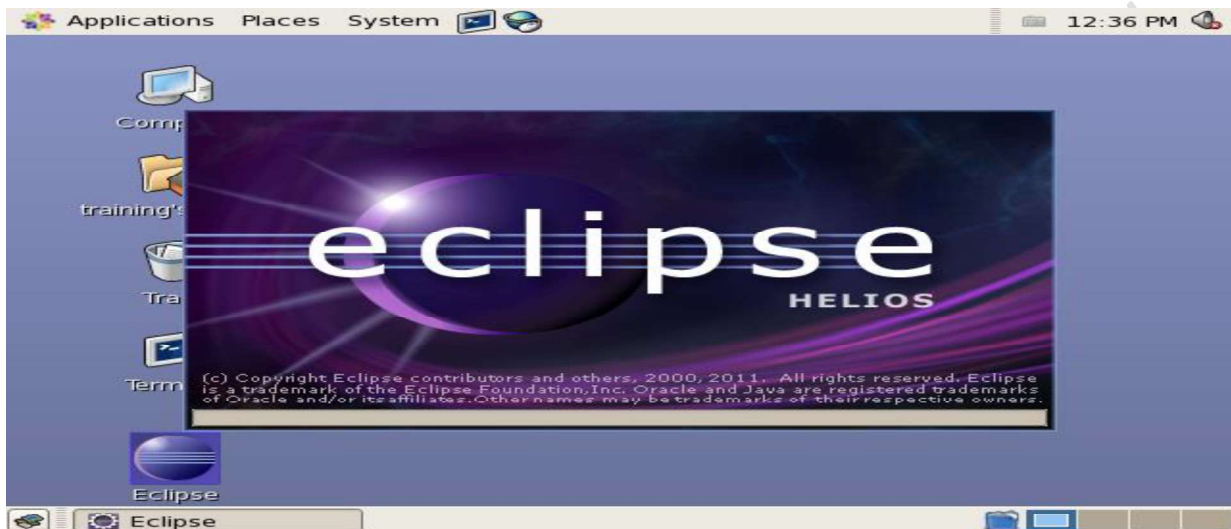 Applications Places System 12:36 PM
Comp
training's
Tra
Term
eclipse
HELIOS
(c) Copyright Eclipse contributors and others, 2000, 2011. All rights reserved. Eclipse
is a trademark of the Eclipse Foundation, Inc. Oracle and Java are registered trademarks
of Oracle and/or its affiliates. Other names may be trademarks of their respective owners.
Eclipse
Eclipse